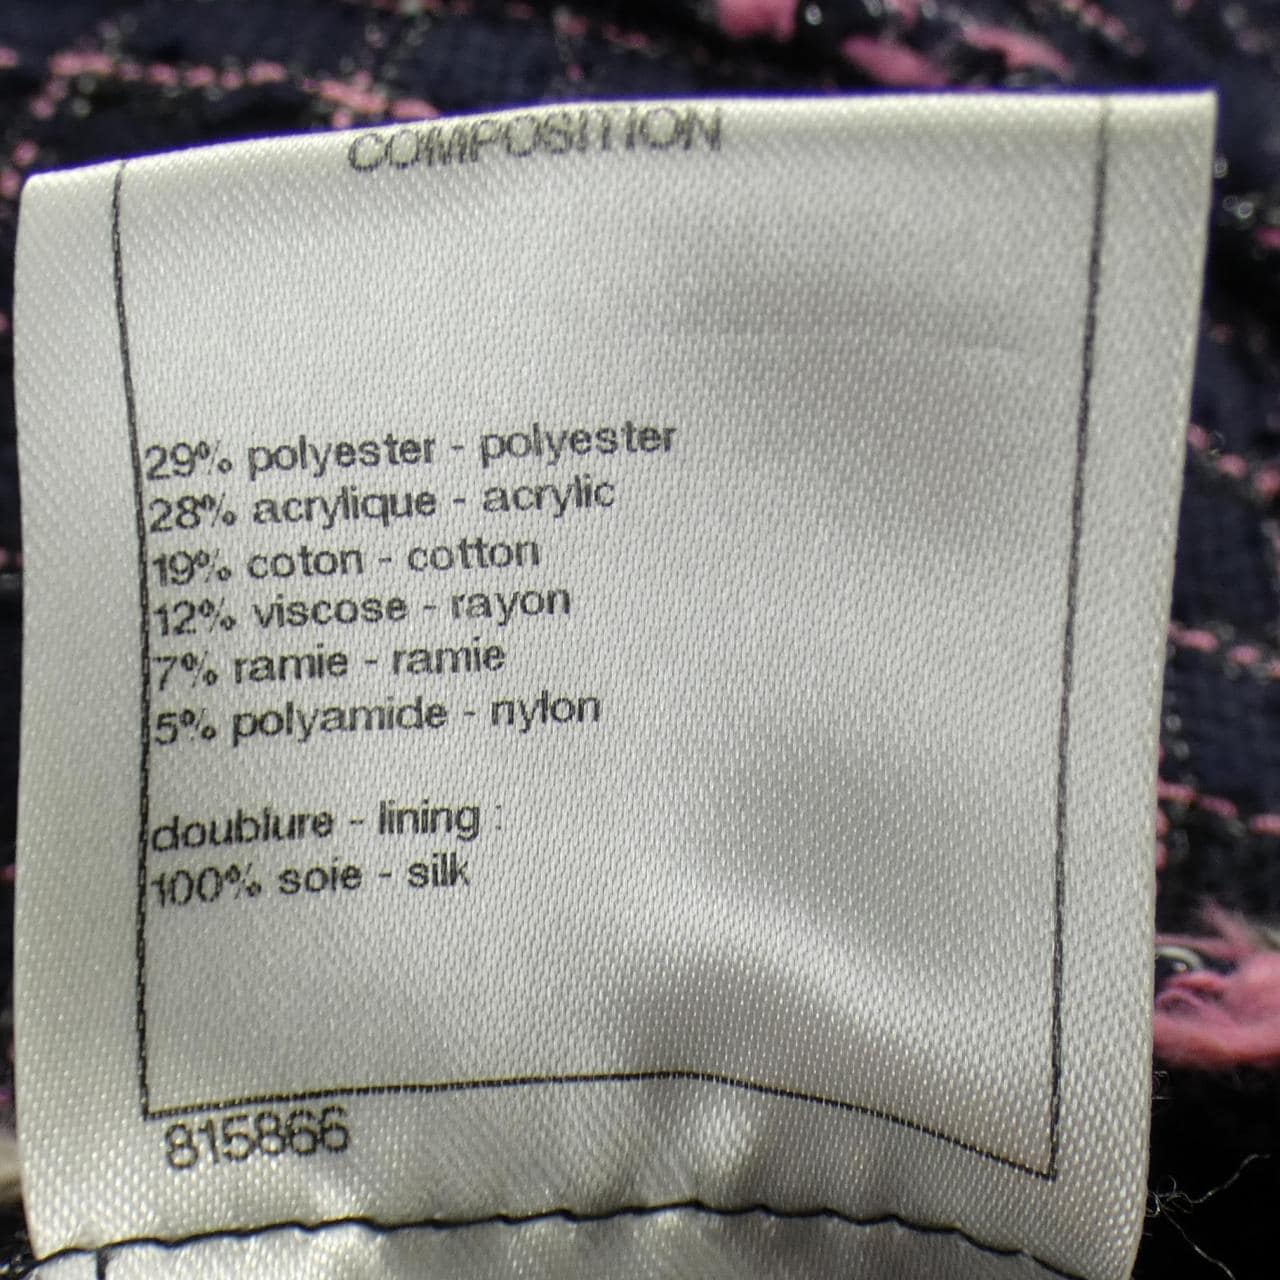 COMPOSITION
29% polyester - polyester
28% acrylique - acrylic
19% coton - cotton
12% viscose - rayon
7% ramie - ramie
5% polyamide - nylon
doublure - lining :
100% soie - silk
815866